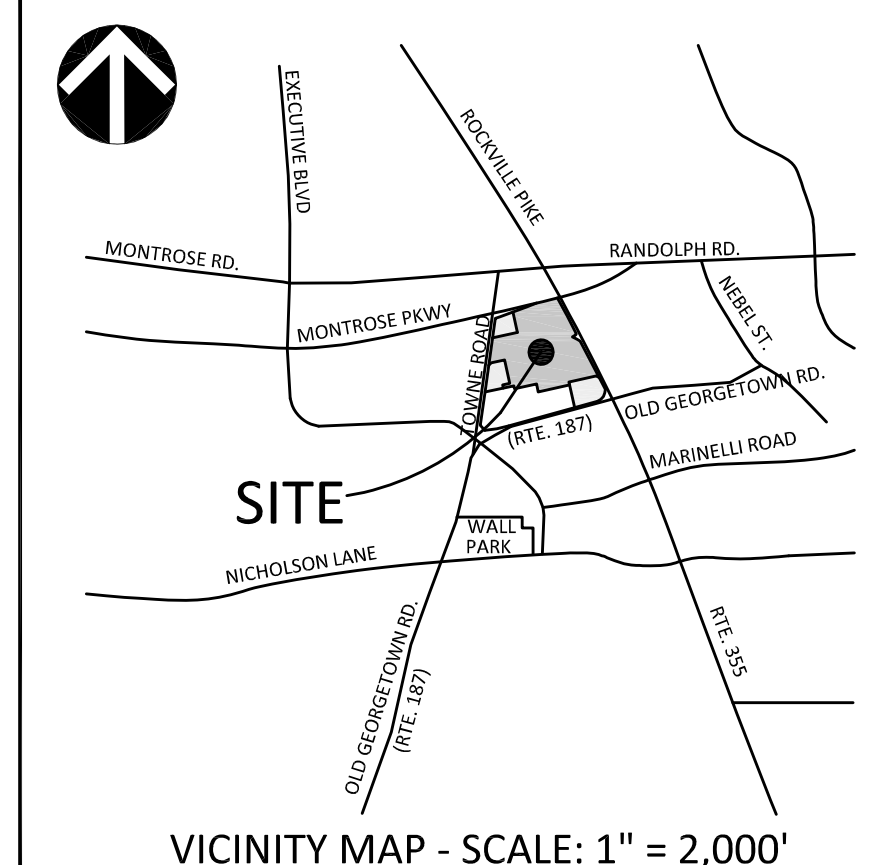 EXECUTIVE BLVD
ROCKVILLE PIKE
MONTROSE RD.
RANDOLPH RD.
MONTROSE PKWY
NEBEL ST.
TOWNE ROAD
OLD GEORGETOWN RD.
(RTE. 187)
MARINELLI ROAD
SITE
WALL
PARK
NICHOLSON LANE
OLD GEORGETOWN RD.
(RTE. 187)
RTE. 355
VICINITY MAP - SCALE: 1" = 2,000'